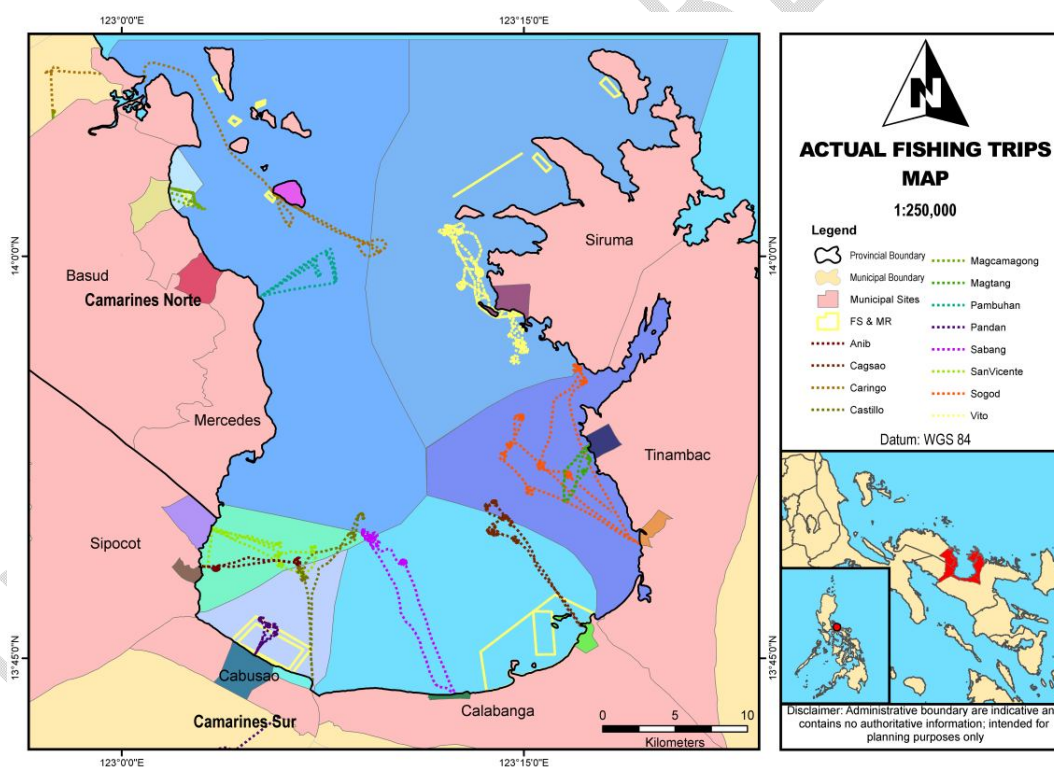 123°0'0"E
123°15'0"E
14°0'0"N
14°0'0"N
13°45'0"N
13°45'0"N
123°0'0"E
123°15'0"E
Siruma
Basud
Camarines Norte
Mercedes
Tinambac
Sipocot
Cabusao
Camarines Sur
Calabanga
0 5 10
Kilometers
N
ACTUAL FISHING TRIPS
MAP
1:250,000
Legend
Provincial Boundary
Municipal Boundary
Municipal Sites
FS & MR
Anib
Cagsao
Caringo
Castillo
Magcamagong
Magtang
Pambuhan
Pandan
Sabang
SanVicente
Sogod
Vito
Datum: WGS 84
Disclaimer: Administrative boundary are indicative an
contains no authoritative information; intended for
planning purposes only